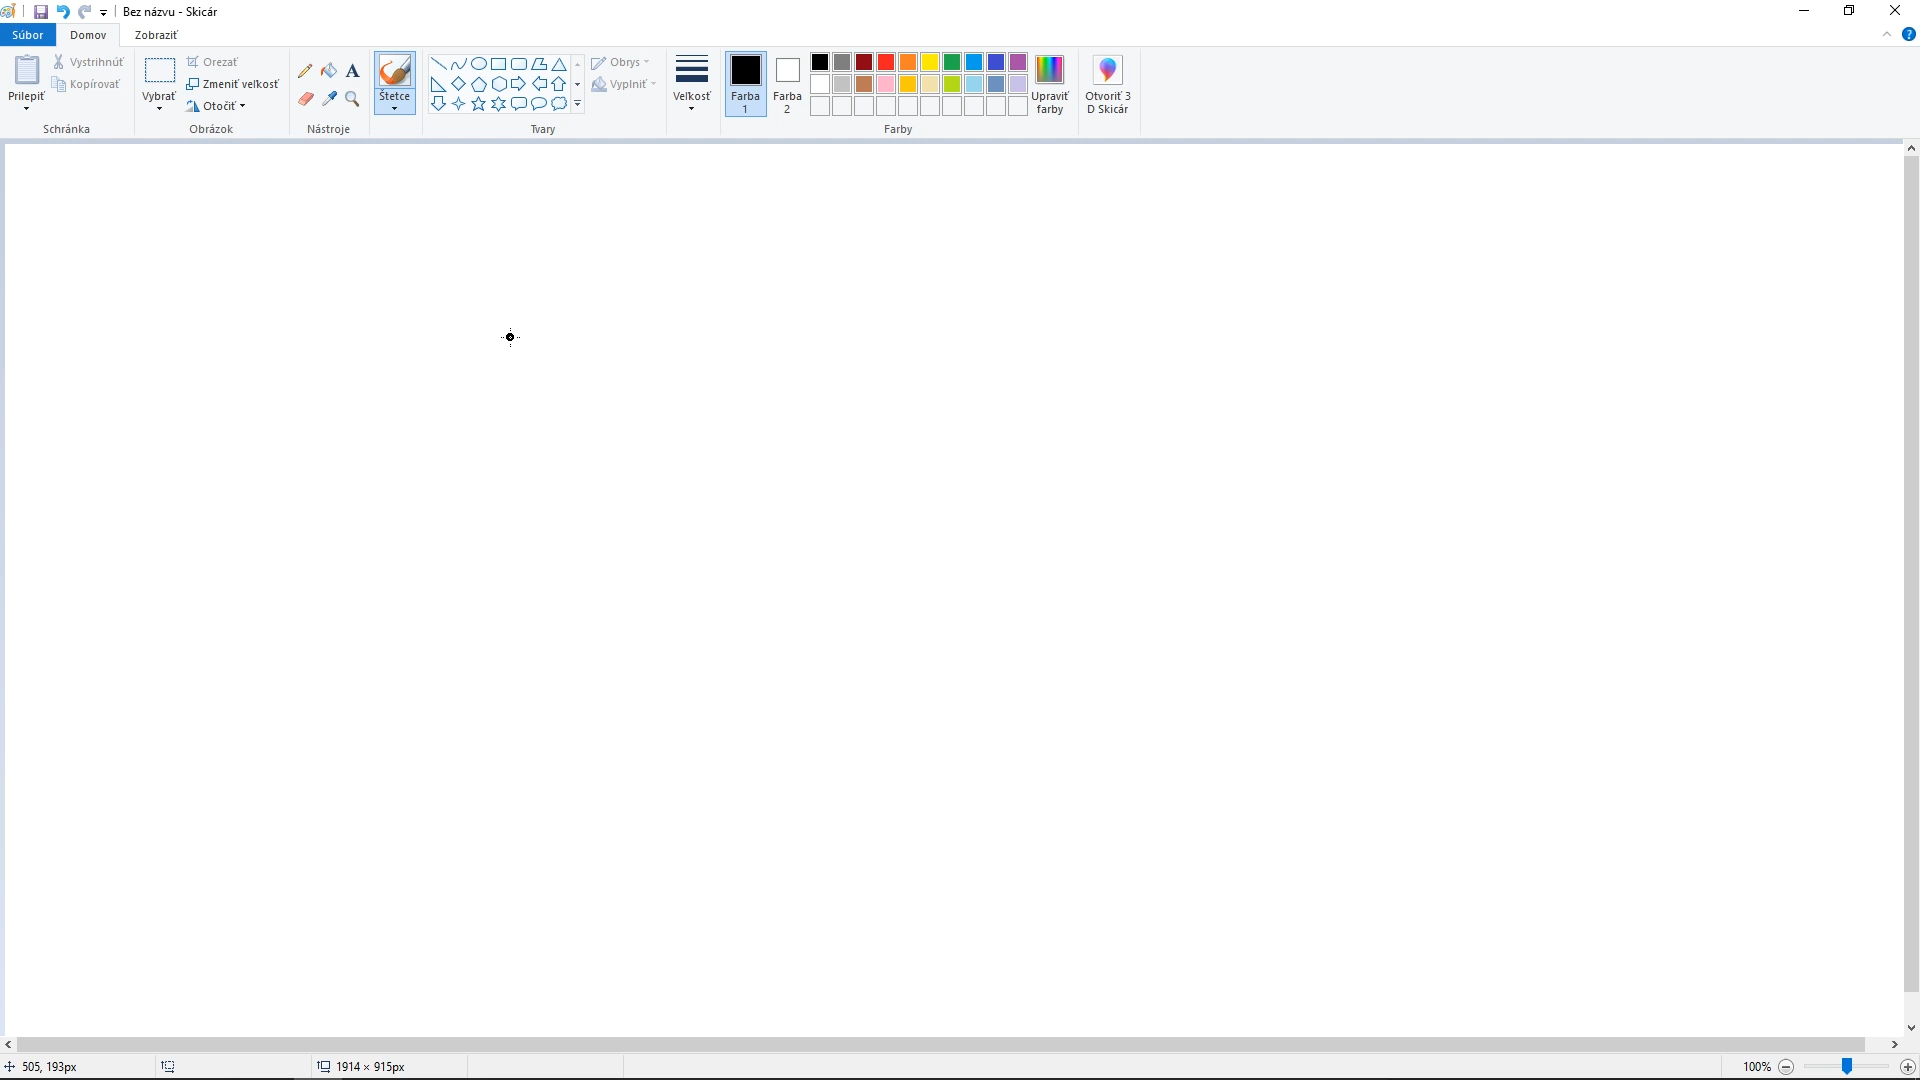 Bez názvu - Skicár
Súbor
Domov
Zobraziť
Prilepiť
Vystrihnúť
Kopírovať
Schránka
Vybrať
Orezať
Zmeniť veľkosť
Otočiť
Obrázok
A
Nástroje
Štetce
Obrys
Vyplniť
Tvary
Veľkosť
Farba
1
Farba
2
Upraviť
farby
Farby
Otvoriť 3
D Skicár
505, 193px
1914 × 915px
100%